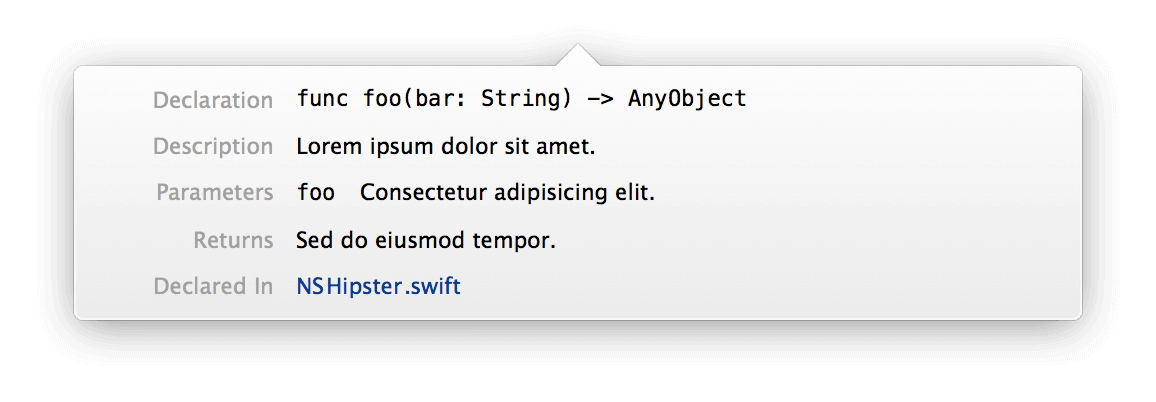 Declaration func foo(bar: String) -> AnyObject
Description Lorem ipsum dolor sit amet.
Parameters foo Consectetur adipisicing elit.
Returns Sed do eiusmod tempor.
Declared In NSHipster.swift